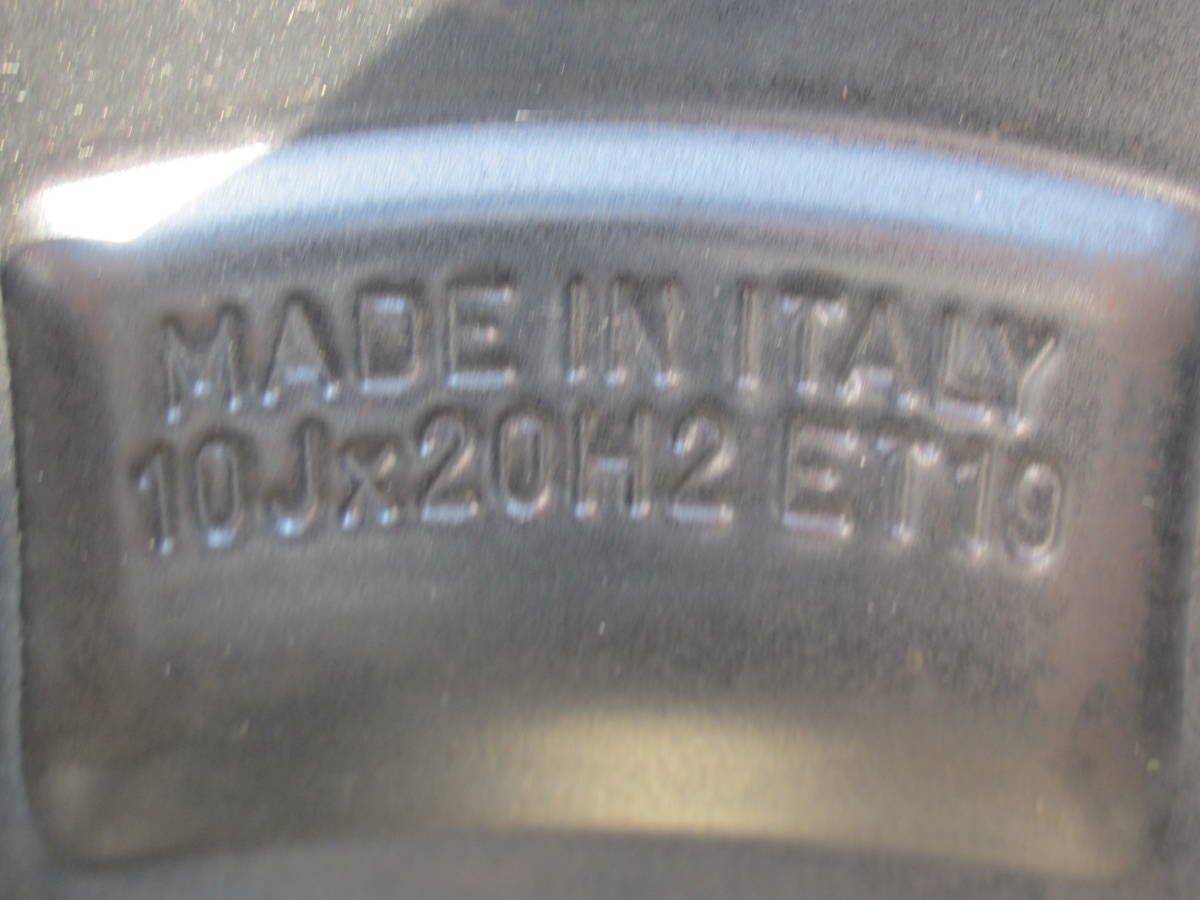 MADE IN ITALY
10Jx20H2 ET19